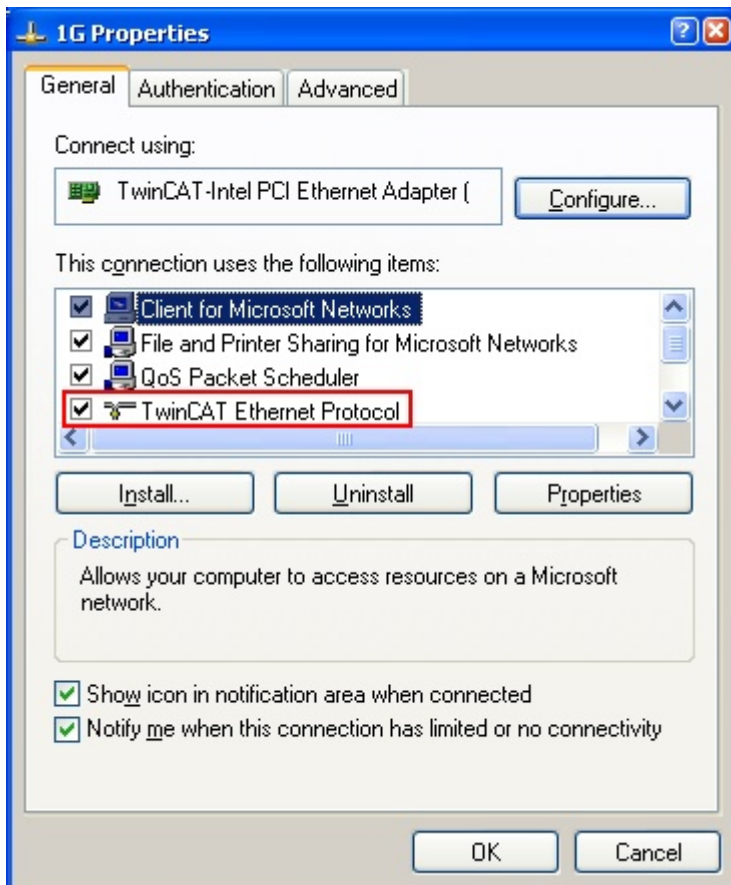 1G Properties
General
Authentication
Advanced
Connect using:
TwinCAT-Intel PCI Ethernet Adapter (
Configure...
This connection uses the following items:
Client for Microsoft Networks
File and Printer Sharing for Microsoft Networks
QoS Packet Scheduler
TwinCAT Ethernet Protocol
Install...
Uninstall
Properties
Description
Allows your computer to access resources on a Microsoft
network.
Show icon in notification area when connected
Notify me when this connection has limited or no connectivity
OK
Cancel